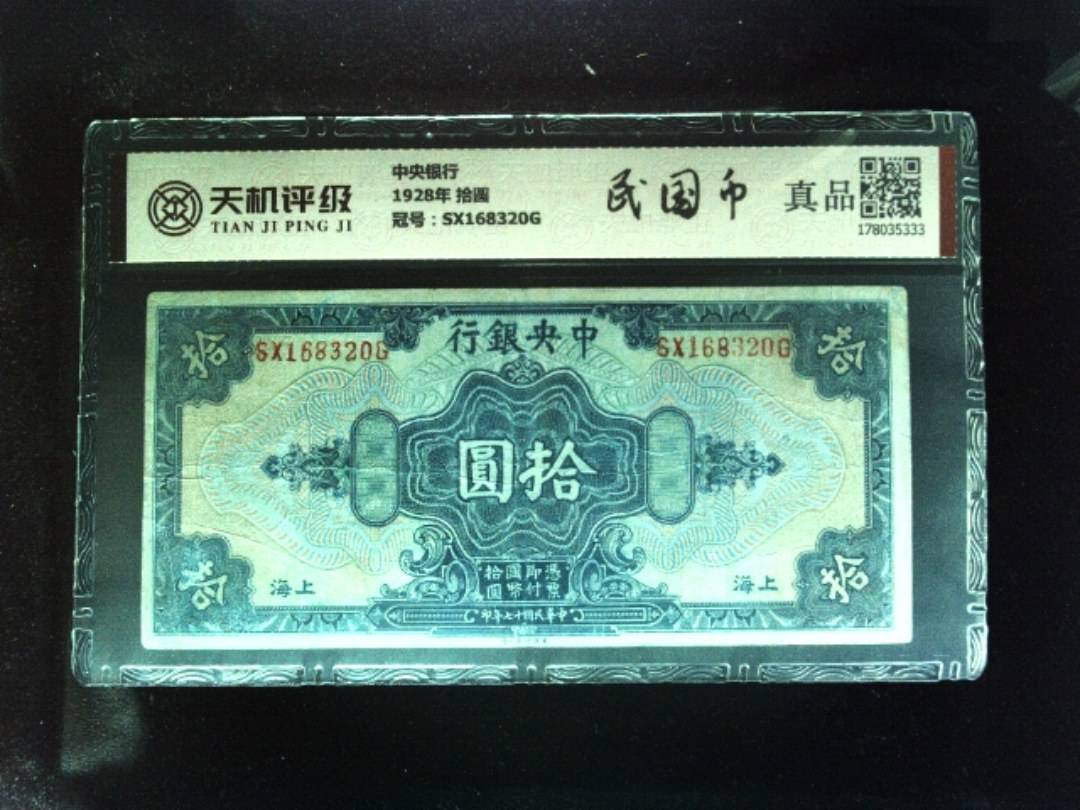 天机评级
TIAN JI PING JI
中央银行
1928年 拾圓
冠号：SX168320G
民国币
真品
178035333
拾
拾
中央銀行
SX168320G
SX168320G
拾圓
憑票
即付
國幣
拾圓
上海
上海
拾
拾
中華民國十七年印